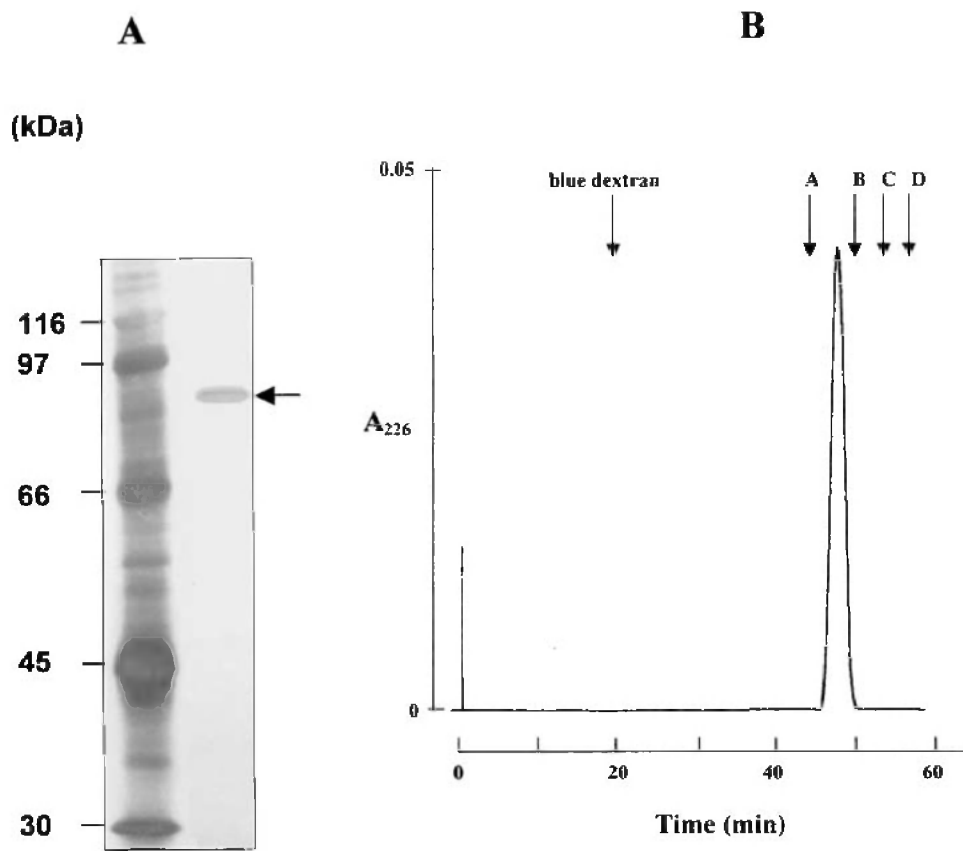 A
(kDa)
116
97
66
45
30
B
0.05
blue dextran
A
B
C
D
A₂₂₆
0
0
20
40
60
Time (min)